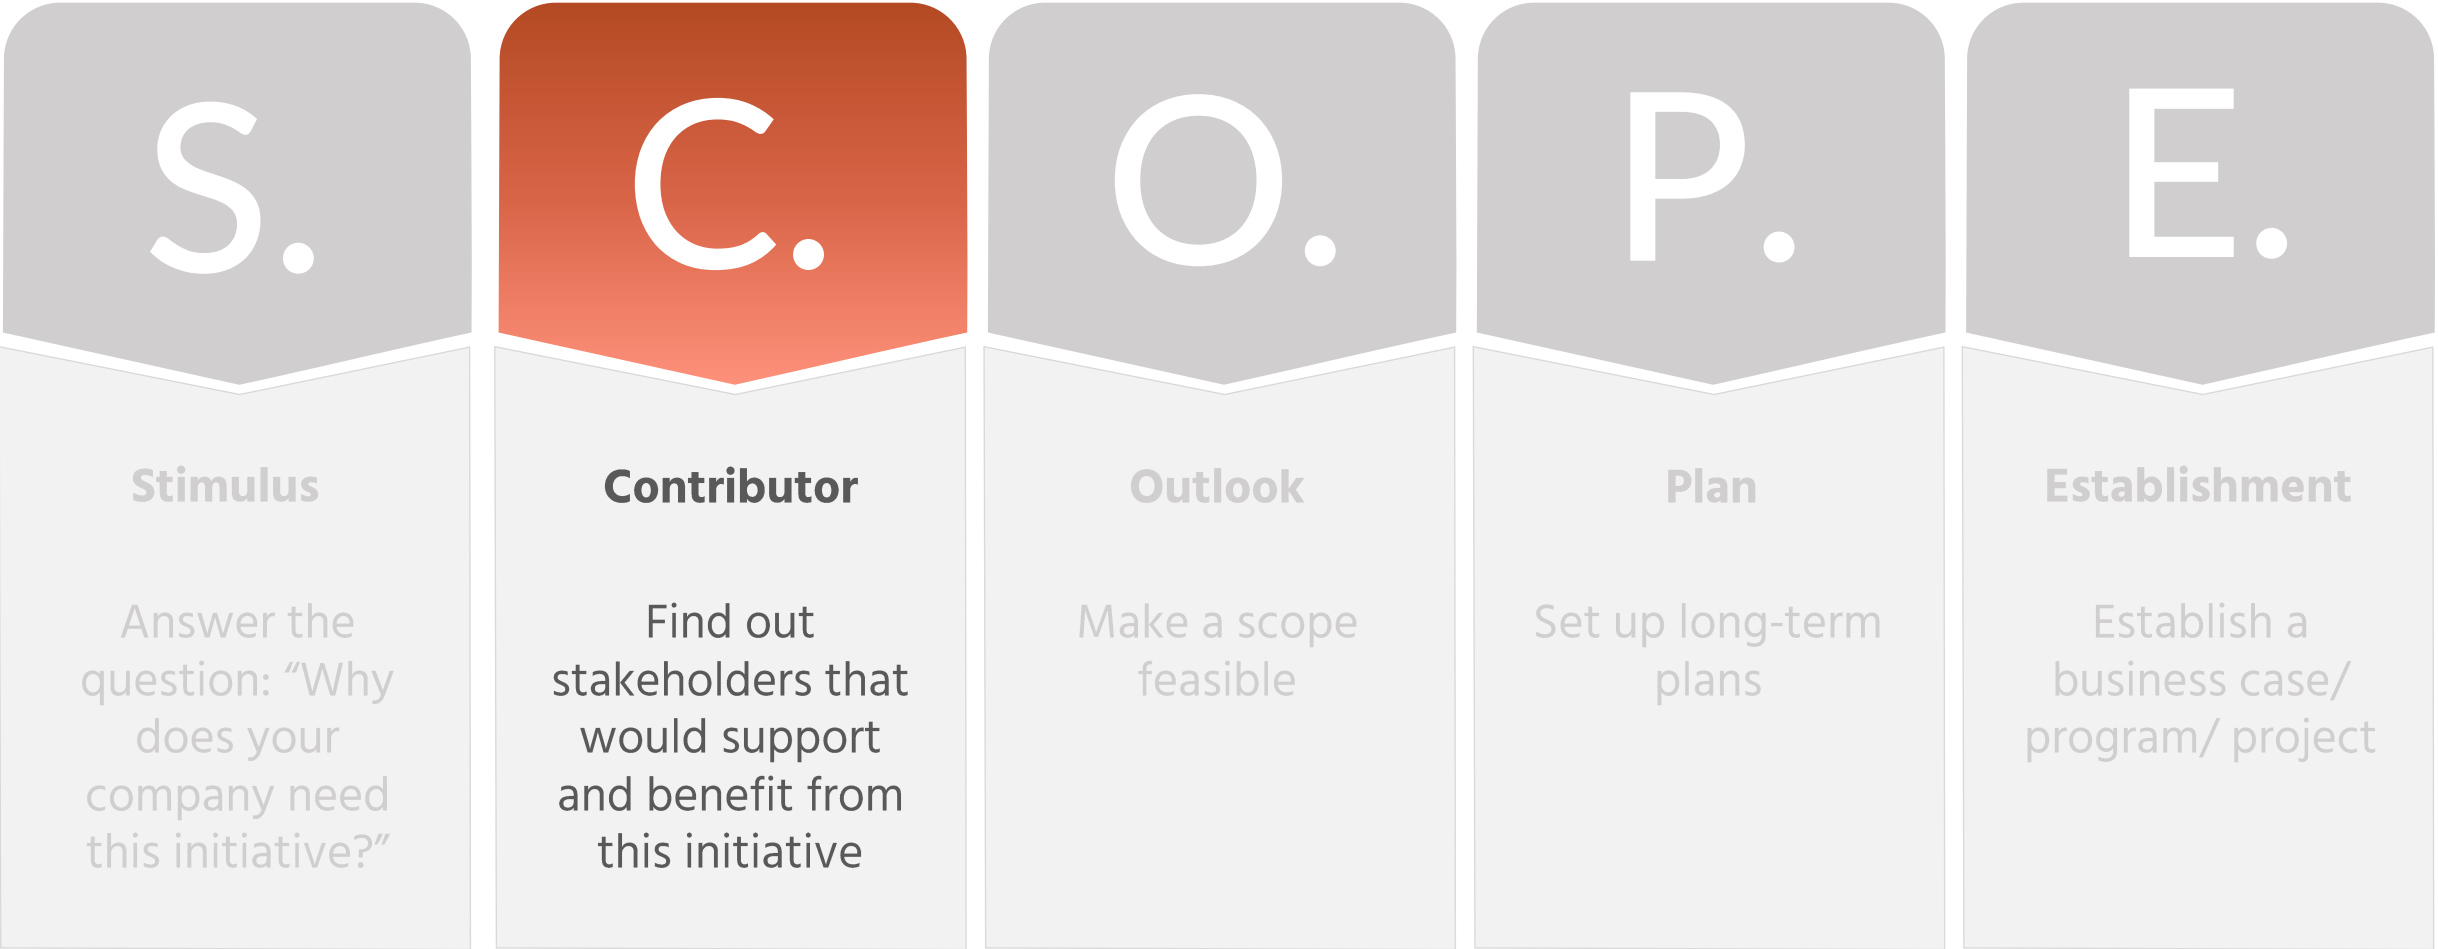 S.
C.
O.
P.
E.
Stimulus
Answer the
question: “Why
does your
company need
this initiative?”
Contributor
Find out
stakeholders that
would support
and benefit from
this initiative
Outlook
Make a scope
feasible
Plan
Set up long-term
plans
Establishment
Establish a
business case/
program/ project